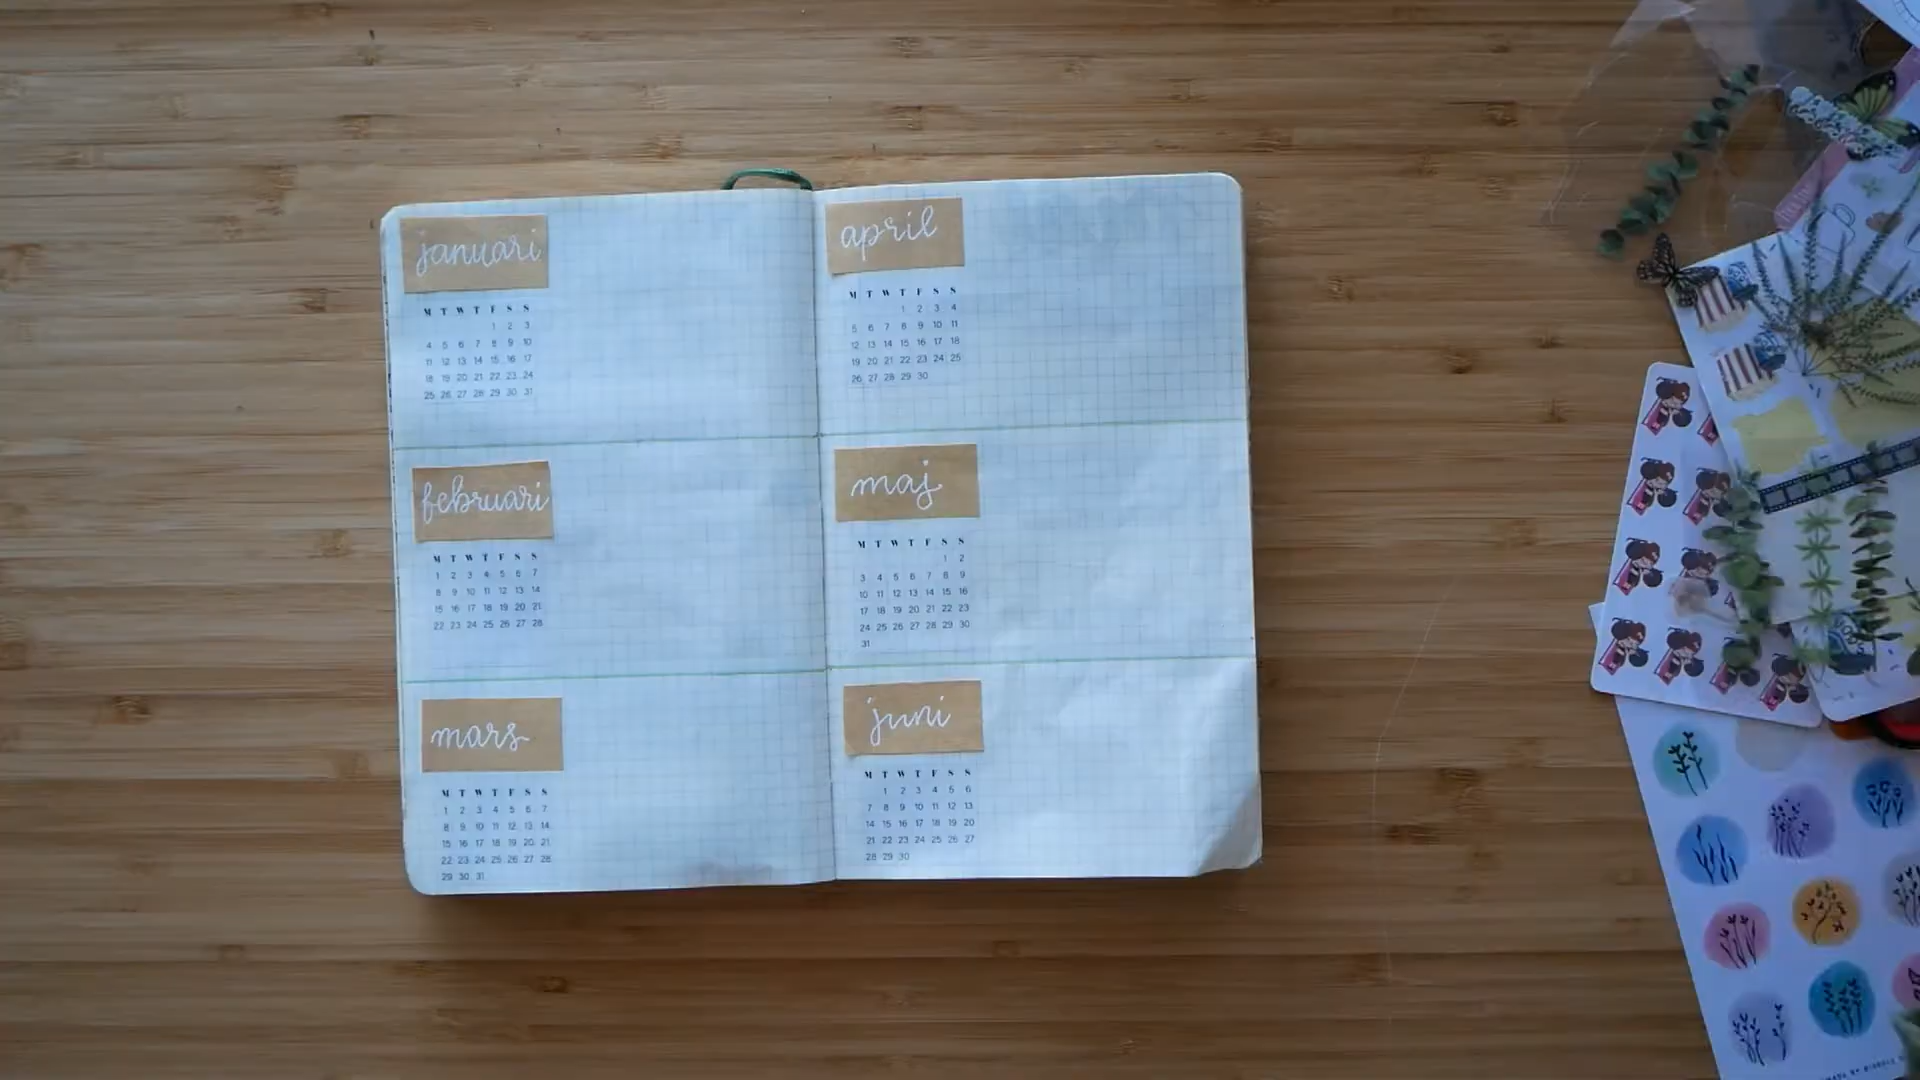 januari
M T W T F S S
1 2 3
4 5 6 7 8 9 10
11 12 13 14 15 16 17
18 19 20 21 22 23 24
25 26 27 28 29 30 31
februari
M T W T F S S
1 2 3 4 5 6 7
8 9 10 11 12 13 14
15 16 17 18 19 20 21
22 23 24 25 26 27 28
mars
M T W T F S S
1 2 3 4 5 6 7
8 9 10 11 12 13 14
15 16 17 18 19 20 21
22 23 24 25 26 27 28
29 30 31
april
M T W T F S S
1 2 3 4
5 6 7 8 9 10 11
12 13 14 15 16 17 18
19 20 21 22 23 24 25
26 27 28 29 30
maj
M T W T F S S
1 2
3 4 5 6 7 8 9
10 11 12 13 14 15 16
17 18 19 20 21 22 23
24 25 26 27 28 29 30
31
juni
M T W T F S S
1 2 3 4 5 6
7 8 9 10 11 12 13
14 15 16 17 18 19 20
21 22 23 24 25 26 27
28 29 30